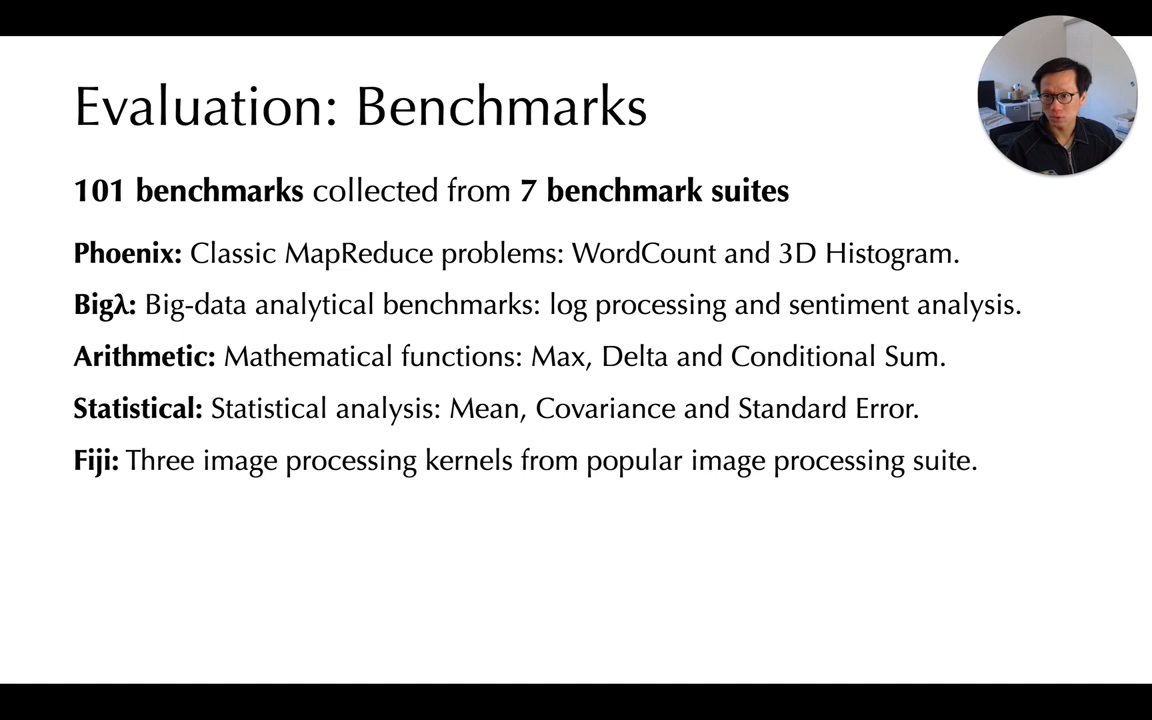 Evaluation: Benchmarks
101 benchmarks collected from 7 benchmark suites
Phoenix: Classic MapReduce problems: WordCount and 3D Histogram.
Bigλ: Big-data analytical benchmarks: log processing and sentiment analysis.
Arithmetic: Mathematical functions: Max, Delta and Conditional Sum.
Statistical: Statistical analysis: Mean, Covariance and Standard Error.
Fiji: Three image processing kernels from popular image processing suite.